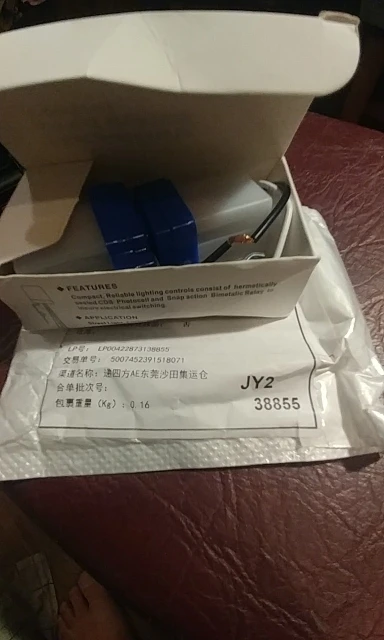 ◆ FEATURES
Compact, Reliable lighting controls consist of hermetically
sealed CDS Photocell and Snap action Bimetalic Relay for
electrical switching.
◆ APPLICATION
LP号: LP00422873138855
交易单号: 5007452391518071
渠道名称: 递四方AE东莞沙田集运仓
合单批次号:
JY2
包裹重量 (Kg) : 0.16
38855